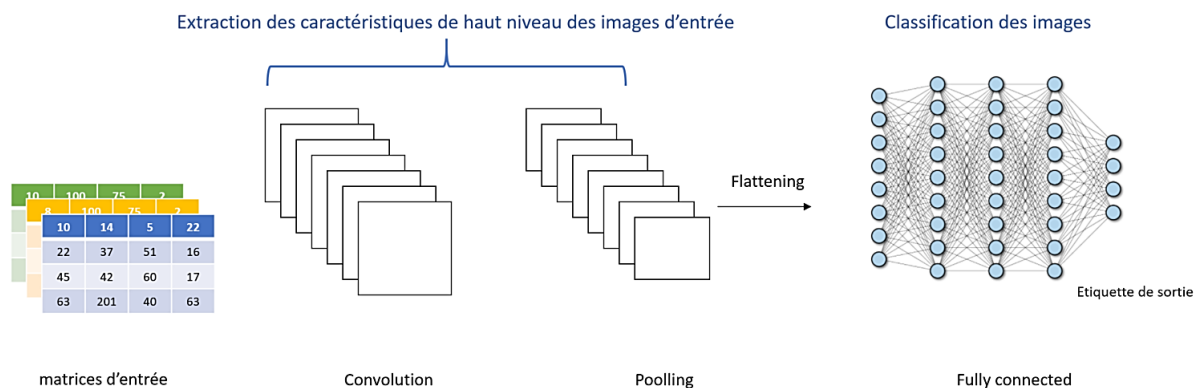 Extraction des caractéristiques de haut niveau des images d'entrée
Classification des images
Flattening
10 100 75 2
8 100 75 2
10 14 5 22
22 37 51 16
45 42 60 17
63 201 40 63
Etiquette de sortie
matrices d'entrée
Convolution
Poolling
Fully connected